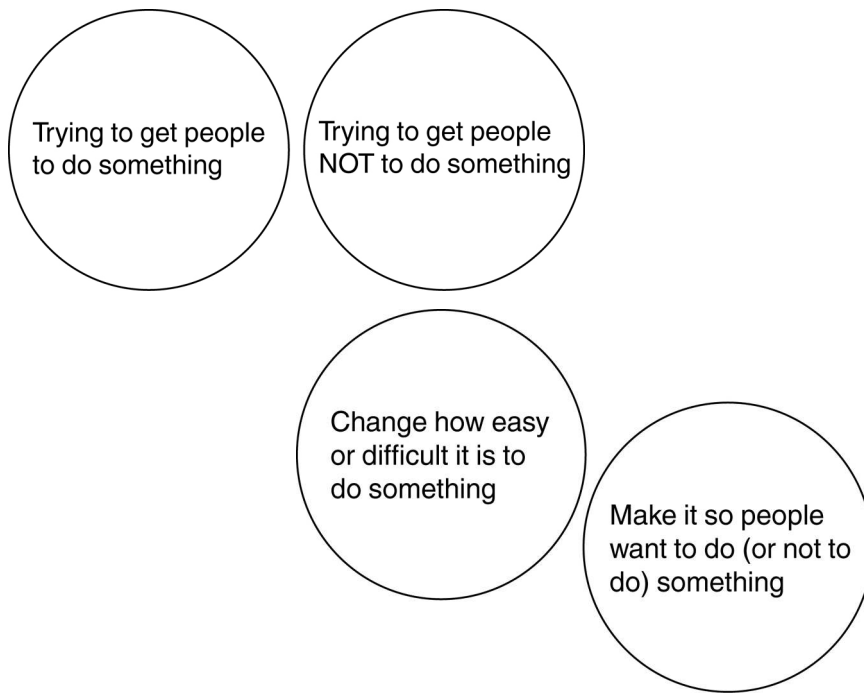 Trying to get people
to do something
Trying to get people
NOT to do something
Change how easy
or difficult it is to
do something
Make it so people
want to do (or not to
do) something